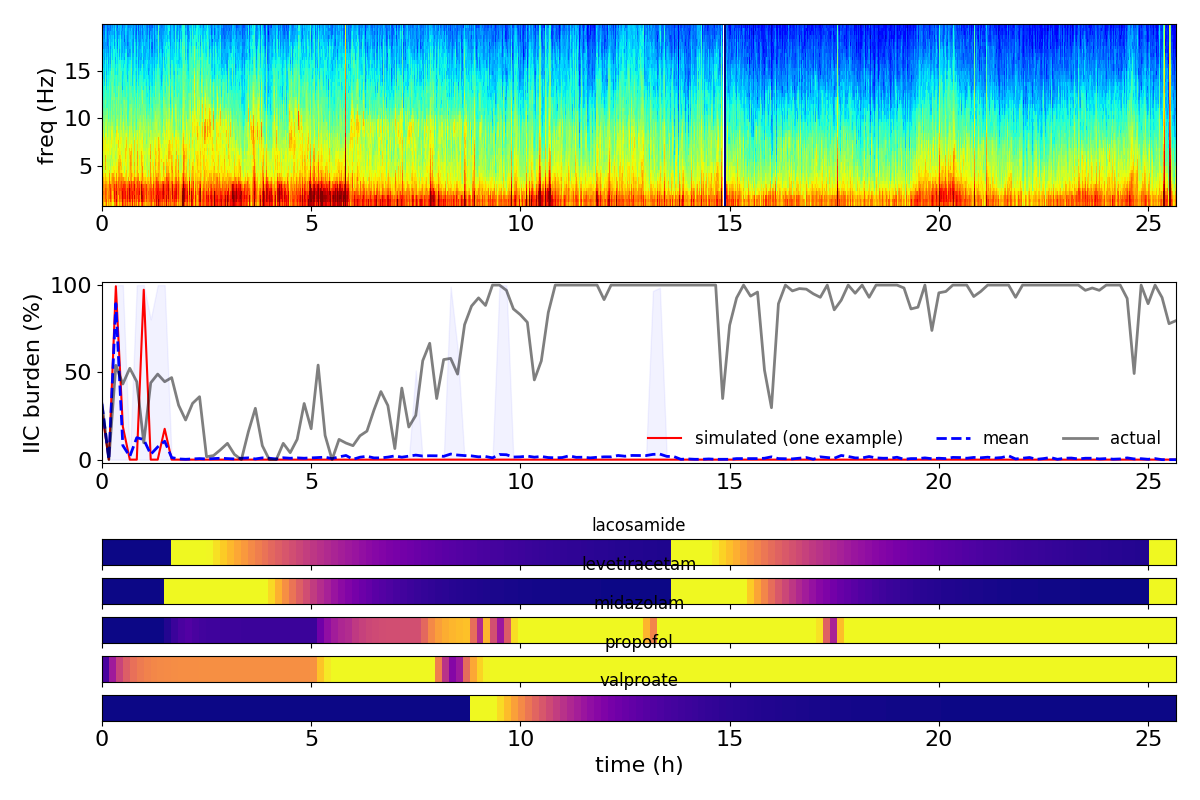 freq (Hz)
15
10
5
0 5 10 15 20 25
IIC burden (%)
100
50
0
simulated (one example) mean actual
0 5 10 15 20 25
lacosamide
levetiracetam
midazolam
propofol
valproate
0 5 10 15 20 25
time (h)